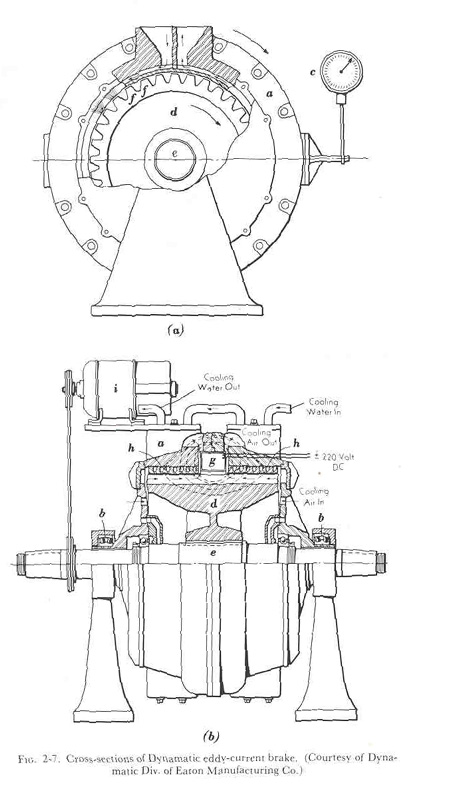 c
a
f f
d
e
(a)
i
Cooling
Water Out
Cooling
Water In
a
Cooling
Air Out
h
h
g
± 220 Volt
DC
Cooling
Air In
d
b
b
e
(b)
FIG. 2-7. Cross-sections of Dynamatic eddy-current brake. (Courtesy of Dyna-
matic Div. of Eaton Manufacturing Co.)